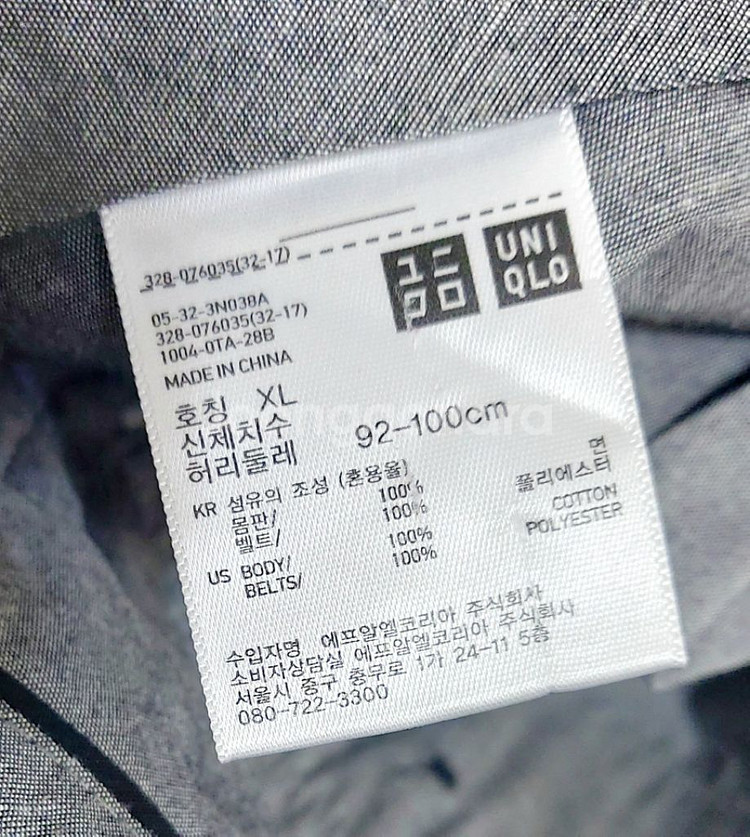 328-076035(32-17)
ユニ
クロ
UNI
QLO
05-32-3N038A
328-076035(32-17)
1004-0TA-28B
MADE IN CHINA
호칭 XL
신체치수
허리둘레 92-100cm
KR 섬유의 조성 (혼용율)
몸판/ 100% 면
벨트/ 100% 폴리에스터
US BODY/ 100% COTTON
BELTS/ 100% POLYESTER
수입자명 에프알엘코리아 주식회사
소비자상담실 에프알엘코리아 주식회사
서울시 중구 충무로 1가 24-11 5층
080-722-3300